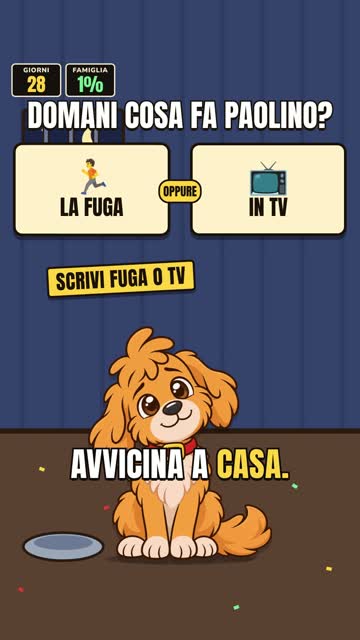 GIORNI
28
FAMIGLIA
1%
DOMANI COSA FA PAOLINO?
LA FUGA
OPPURE
IN TV
SCRIVI FUGA O TV
AVVICINA A CASA.